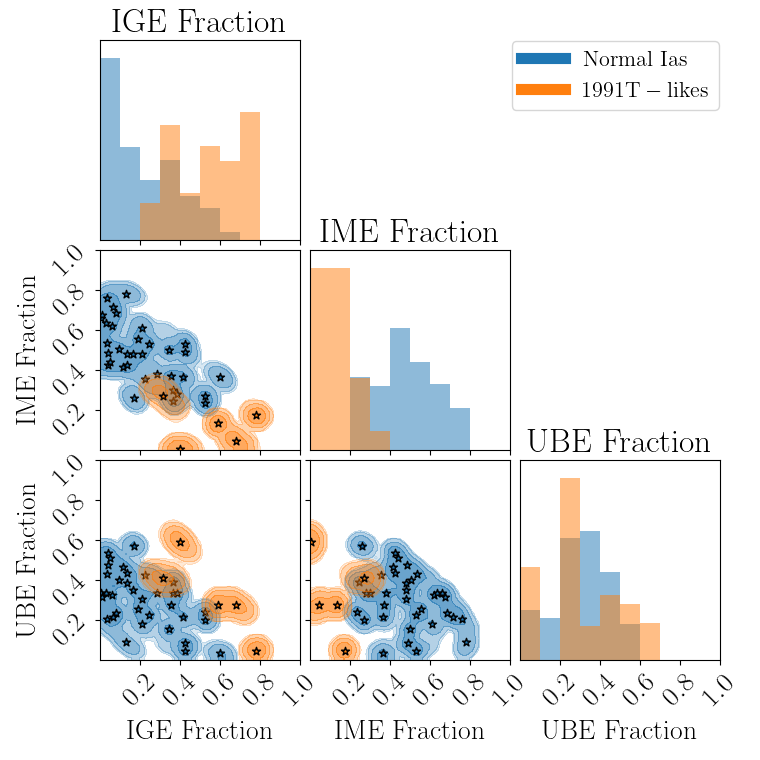 IGE Fraction
Normal Ias
1991T – likes
IME Fraction
IME Fraction
1.0
0.8
0.6
0.4
0.2
UBE Fraction
UBE Fraction
1.0
0.8
0.6
0.4
0.2
0.2 0.4 0.6 0.8 1.0
0.2 0.4 0.6 0.8 1.0
0.2 0.4 0.6 0.8 1.0
IGE Fraction
IME Fraction
UBE Fraction